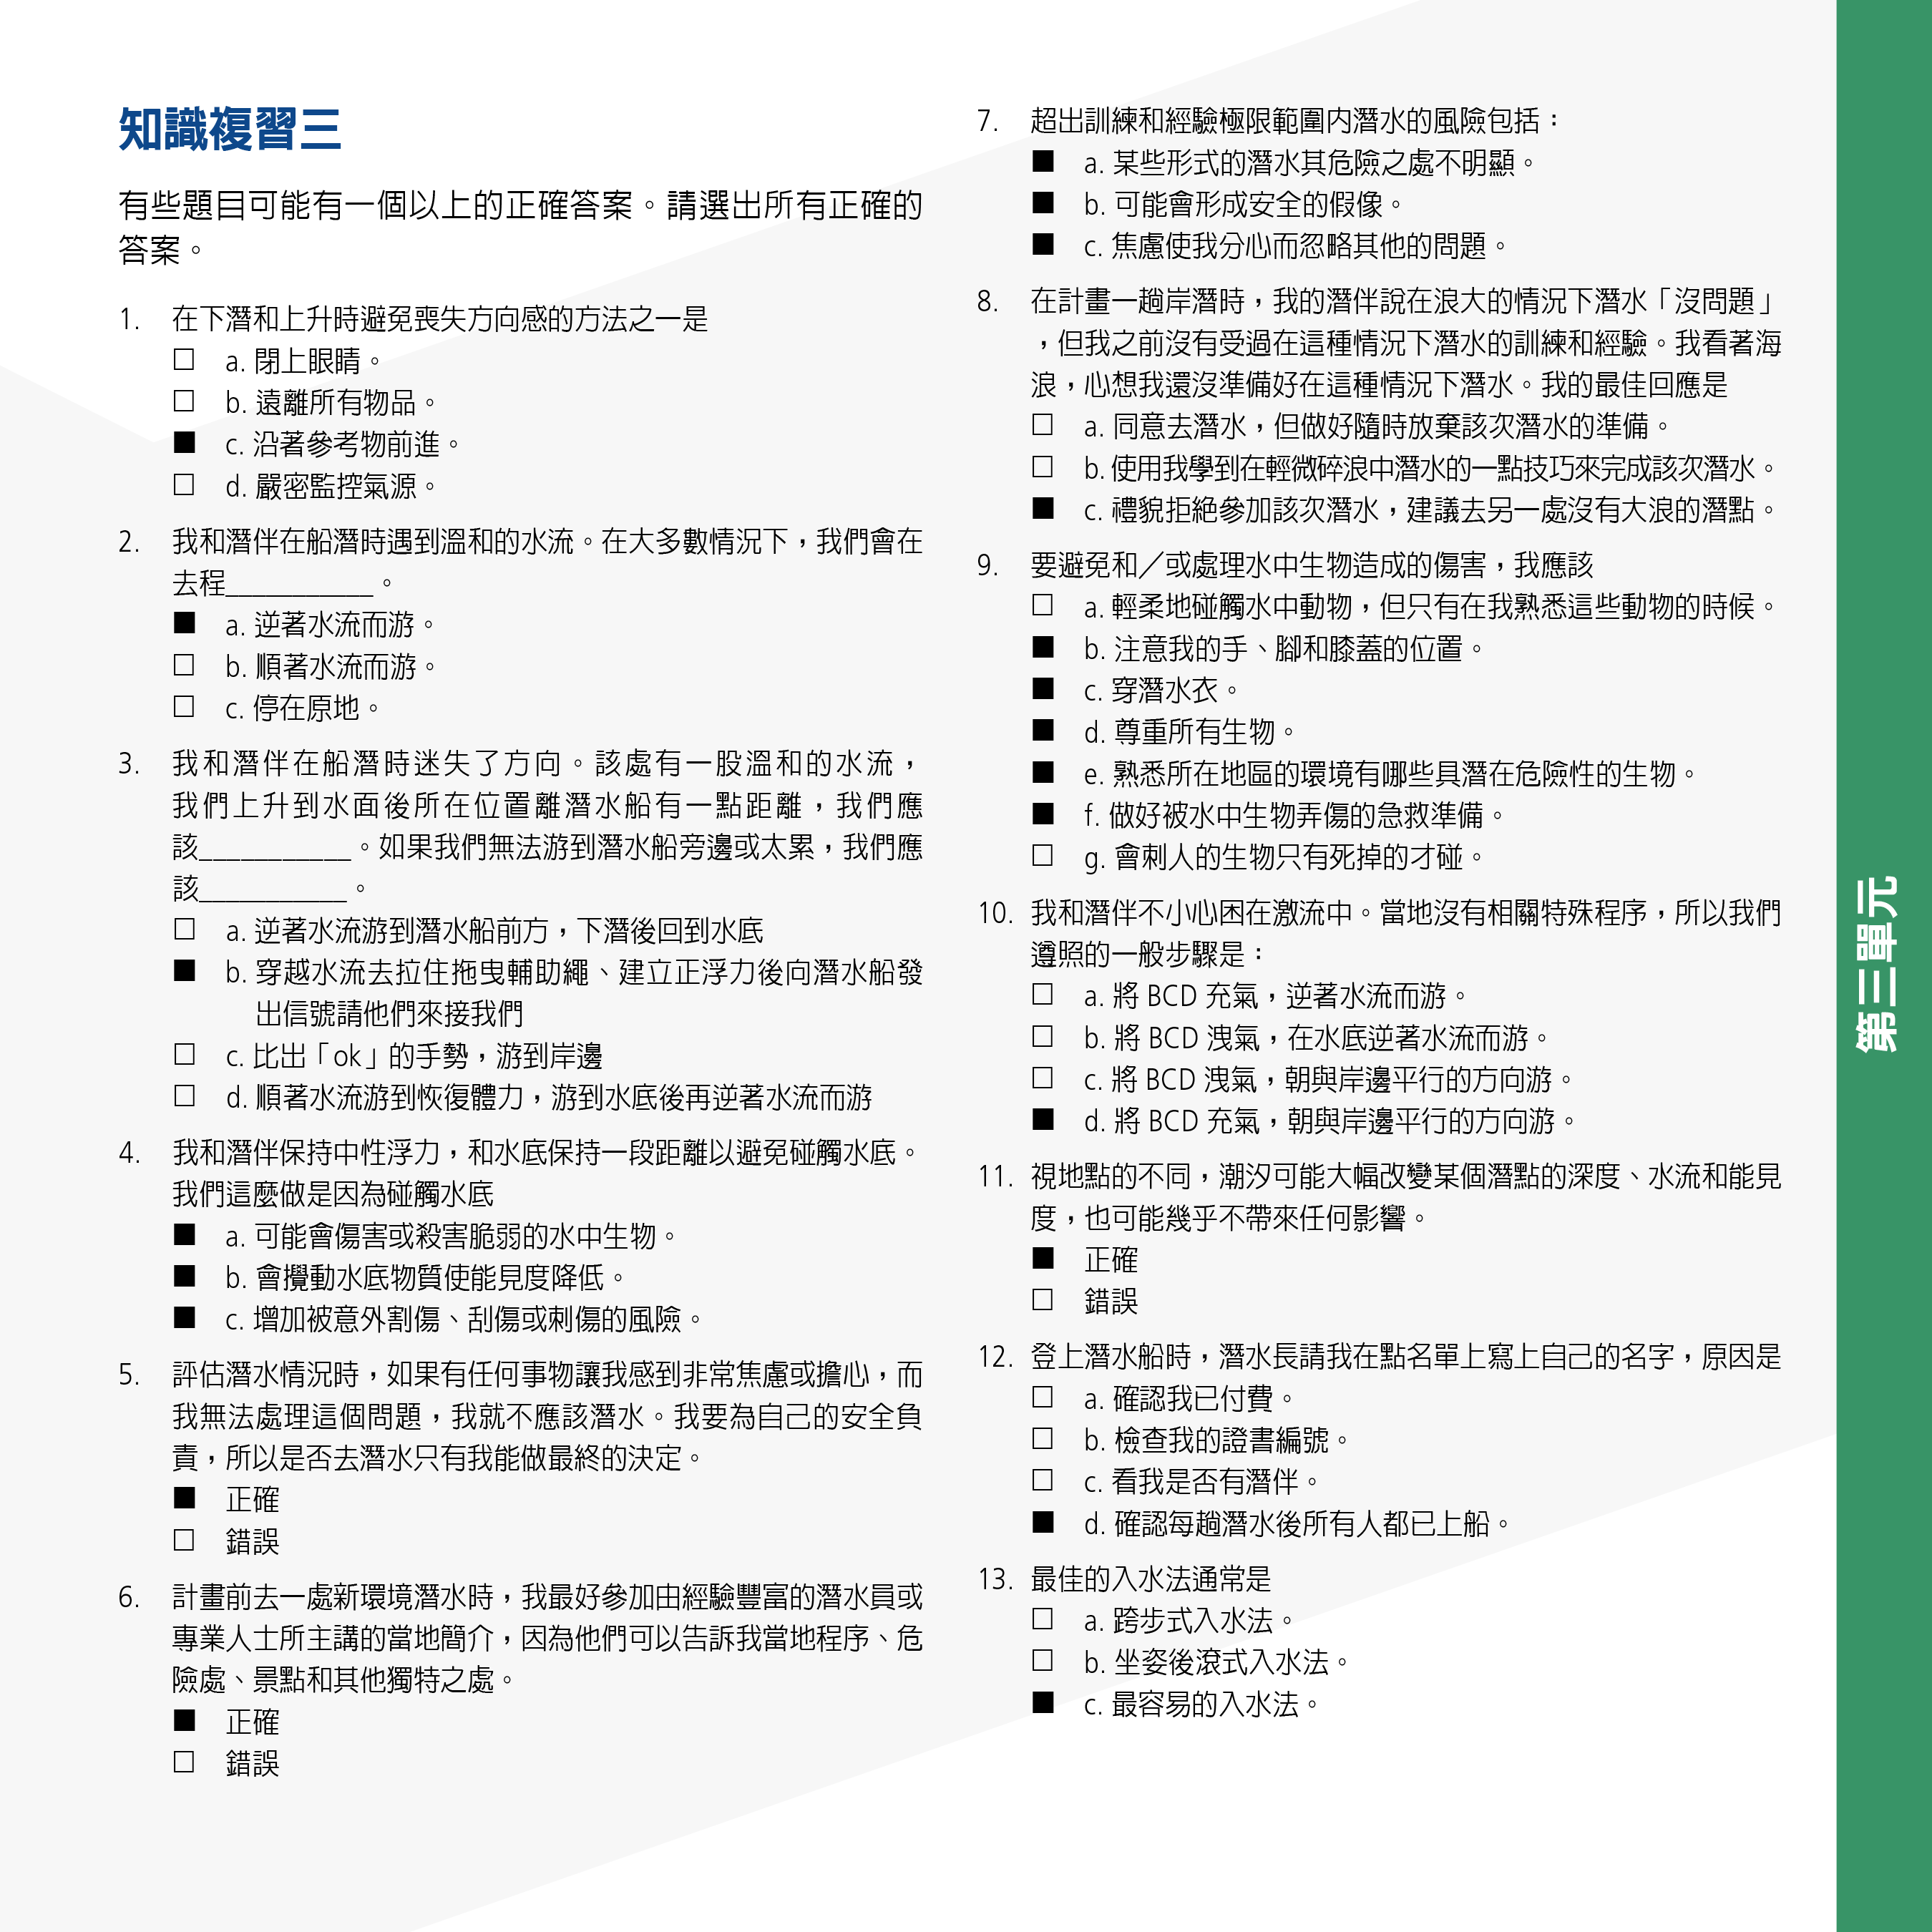 知識複習三
有些題目可能有一個以上的正確答案。請選出所有正確的
答案。
1. 在下潛和上升時避免喪失方向感的方法之一是
□ a. 閉上眼睛。
□ b. 遠離所有物品。
■ c. 沿著參考物前進。
□ d. 嚴密監控氣源。
2. 我和潛伴在船潛時遇到溫和的水流。在大多數情況下，我們會在
去程___________。
■ a. 逆著水流而游。
□ b. 順著水流而游。
□ c. 停在原地。
3. 我和潛伴在船潛時迷失了方向。該處有一股溫和的水流，
我們上升到水面後所在位置離潛水船有一點距離，我們應
該___________。如果我們無法游到潛水船旁邊或太累，我們應
該___________。
□ a. 逆著水流游到潛水船前方，下潛後回到水底
■ b. 穿越水流去拉住拖曳輔助繩、建立正浮力後向潛水船發
出信號請他們來接我們
□ c. 比出「ok」的手勢，游到岸邊
□ d. 順著水流游到恢復體力，游到水底後再逆著水流而游
4. 我和潛伴保持中性浮力，和水底保持一段距離以避免碰觸水底。
我們這麼做是因為碰觸水底
■ a. 可能會傷害或殺害脆弱的水中生物。
■ b. 會攪動水底物質使能見度降低。
■ c. 增加被意外割傷、刮傷或刺傷的風險。
5. 評估潛水情況時，如果有任何事物讓我感到非常焦慮或擔心，而
我無法處理這個問題，我就不應該潛水。我要為自己的安全負
責，所以是否去潛水只有我能做最終的決定。
■ 正確
□ 錯誤
6. 計畫前去一處新環境潛水時，我最好參加由經驗豐富的潛水員或
專業人士所主講的當地簡介，因為他們可以告訴我當地程序、危
險處、景點和其他獨特之處。
■ 正確
□ 錯誤
7. 超出訓練和經驗極限範圍內潛水的風險包括：
■ a. 某些形式的潛水其危險之處不明顯。
■ b. 可能會形成安全的假像。
■ c. 焦慮使我分心而忽略其他的問題。
8. 在計畫一趟岸潛時，我的潛伴說在浪大的情況下潛水「沒問題」
，但我之前沒有受過在這種情況下潛水的訓練和經驗。我看著海
浪，心想我還沒準備好在這種情況下潛水。我的最佳回應是
□ a. 同意去潛水，但做好隨時放棄該次潛水的準備。
□ b. 使用我學到在輕微碎浪中潛水的一點技巧來完成該次潛水。
■ c. 禮貌拒絕參加該次潛水，建議去另一處沒有大浪的潛點。
9. 要避免和／或處理水中生物造成的傷害，我應該
□ a. 輕柔地碰觸水中動物，但只有在我熟悉這些動物的時候。
■ b. 注意我的手、腳和膝蓋的位置。
■ c. 穿潛水衣。
■ d. 尊重所有生物。
■ e. 熟悉所在地區的環境有哪些具潛在危險性的生物。
■ f. 做好被水中生物弄傷的急救準備。
□ g. 會刺人的生物只有死掉的才碰。
10. 我和潛伴不小心困在激流中。當地沒有相關特殊程序，所以我們
遵照的一般步驟是：
□ a. 將 BCD 充氣，逆著水流而游。
□ b. 將 BCD 洩氣，在水底逆著水流而游。
□ c. 將 BCD 洩氣，朝與岸邊平行的方向游。
■ d. 將 BCD 充氣，朝與岸邊平行的方向游。
11. 視地點的不同，潮汐可能大幅改變某個潛點的深度、水流和能見
度，也可能幾乎不帶來任何影響。
■ 正確
□ 錯誤
12. 登上潛水船時，潛水長請我在點名單上寫上自己的名字，原因是
□ a. 確認我已付費。
□ b. 檢查我的證書編號。
□ c. 看我是否有潛伴。
■ d. 確認每趟潛水後所有人都已上船。
13. 最佳的入水法通常是
□ a. 跨步式入水法。
□ b. 坐姿後滾式入水法。
■ c. 最容易的入水法。
第三單元